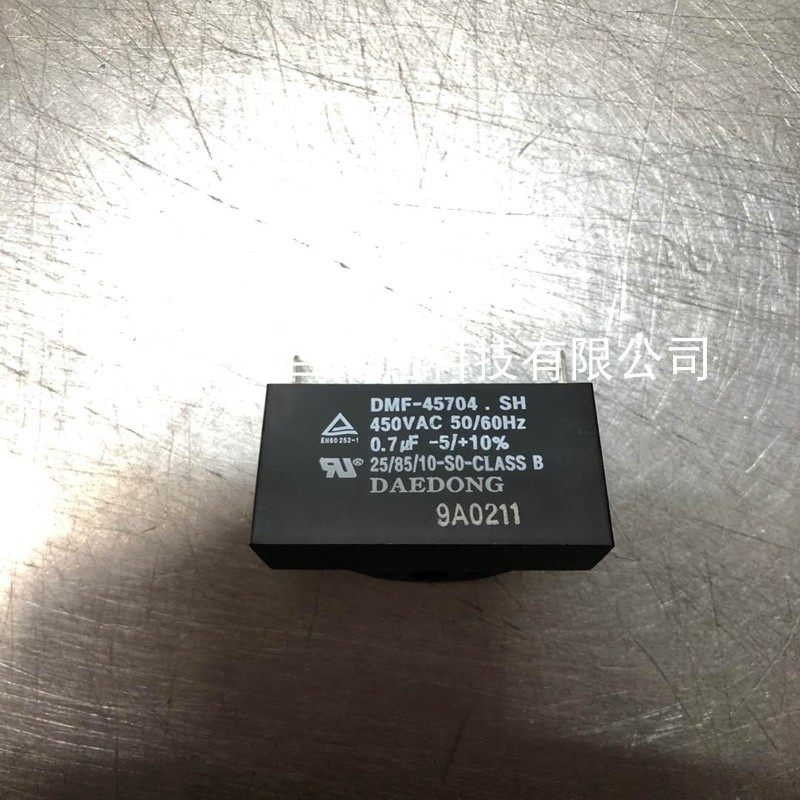 技有限公司
DMF-45704 . SH
450VAC 50/60Hz
EN60 252-1
0.7µF -5/+10%
25/85/10-S0-CLASS B
DAEDONG
9A0211